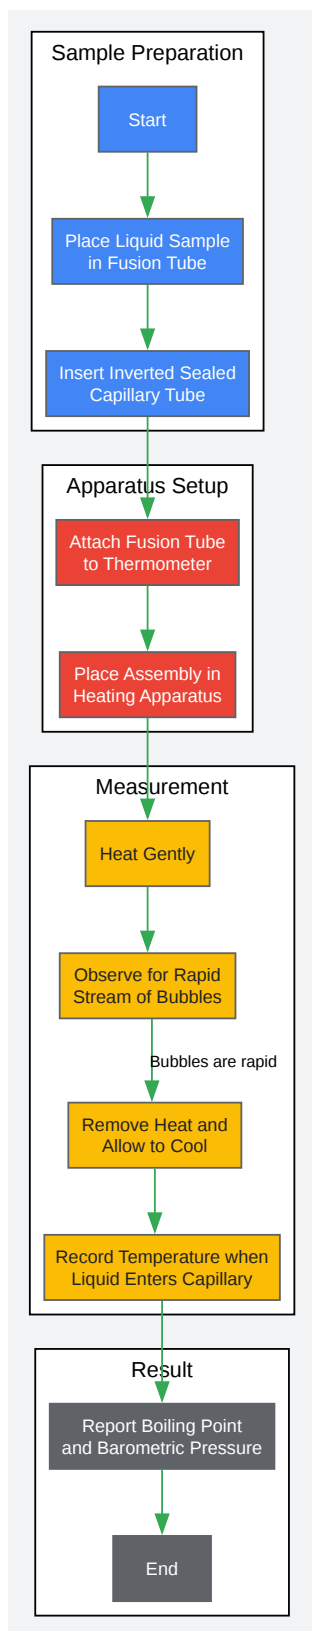 Sample Preparation
Start
Place Liquid Sample
in Fusion Tube
Insert Inverted Sealed
Capillary Tube
Apparatus Setup
Attach Fusion Tube
to Thermometer
Place Assembly in
Heating Apparatus
Measurement
Heat Gently
Observe for Rapid
Stream of Bubbles
Bubbles are rapid
Remove Heat and
Allow to Cool
Record Temperature when
Liquid Enters Capillary
Result
Report Boiling Point
and Barometric Pressure
End